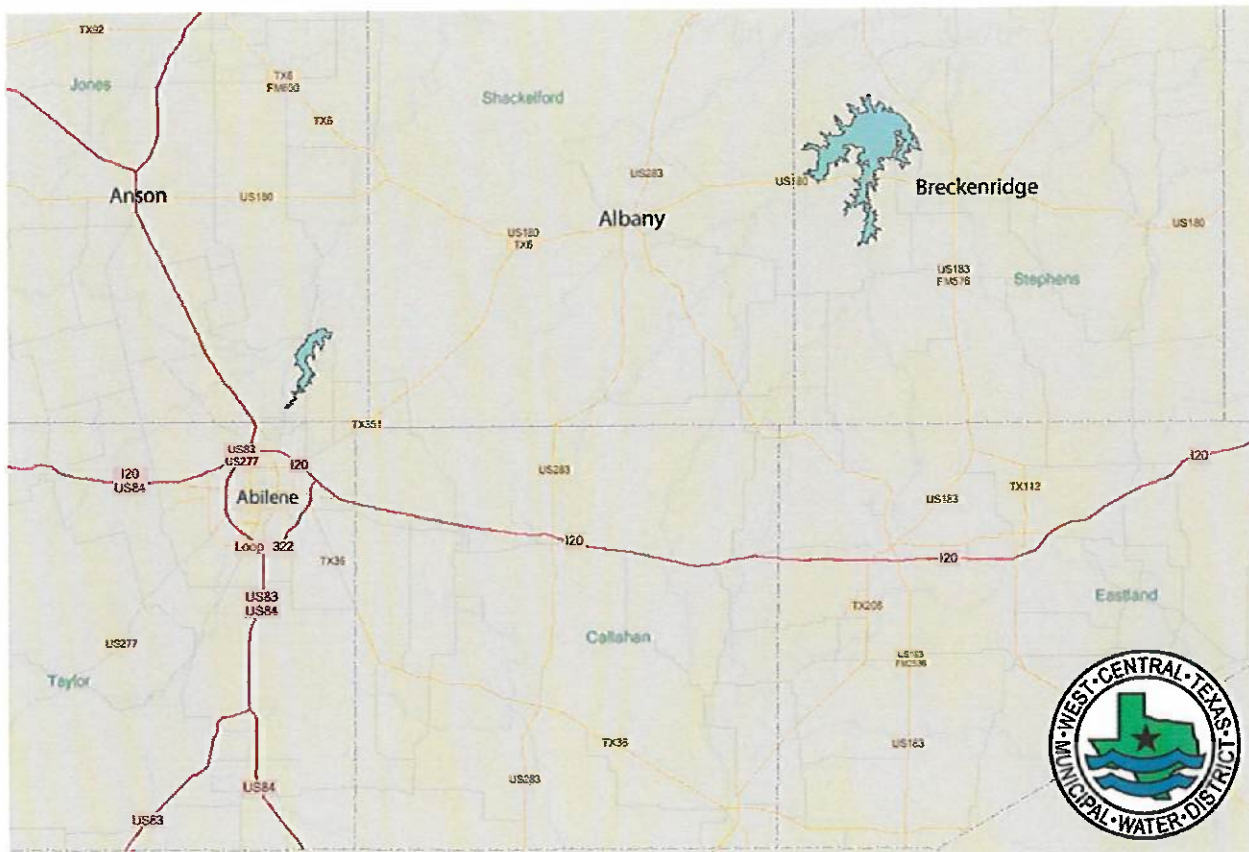 TX92
Jones
TX6
FM600
Shackelford
TX6
US283
US180
Anson
US180
Albany
Breckenridge
US180
TX6
US180
US183
FM576
Stephens
TX351
US83
US277
I20
I20
US84
US283
I20
Abilene
US183
TX112
Loop 322
I20
TX36
I20
US83
US84
TX206
Eastland
US277
Callahan
US183
Taylor
TX36
US183
US283
US84
US83
WEST·CENTRAL·TEXAS
MUNICIPAL·WATER·DISTRICT